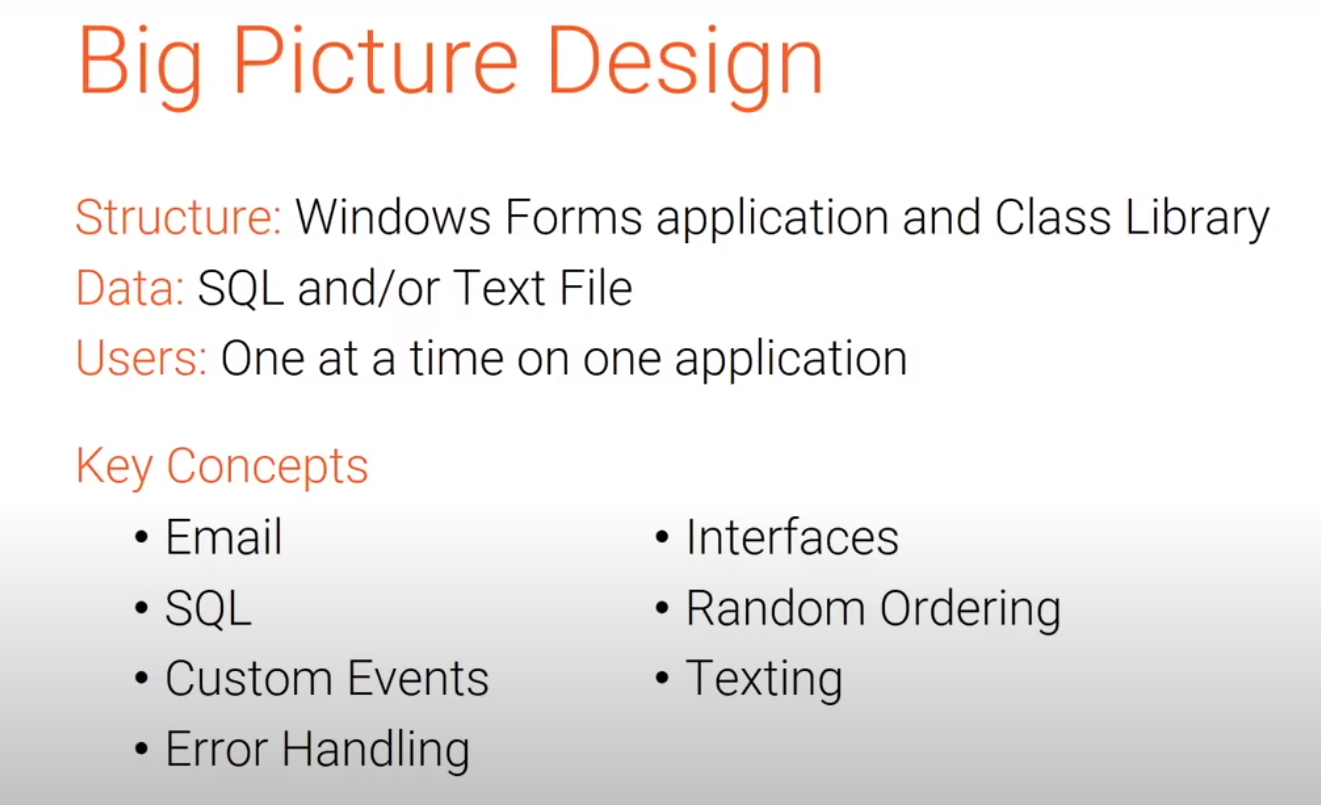 Big Picture Design
Structure: Windows Forms application and Class Library
Data: SQL and/or Text File
Users: One at a time on one application
Key Concepts
• Email
• SQL
• Custom Events
• Error Handling
• Interfaces
• Random Ordering
• Texting